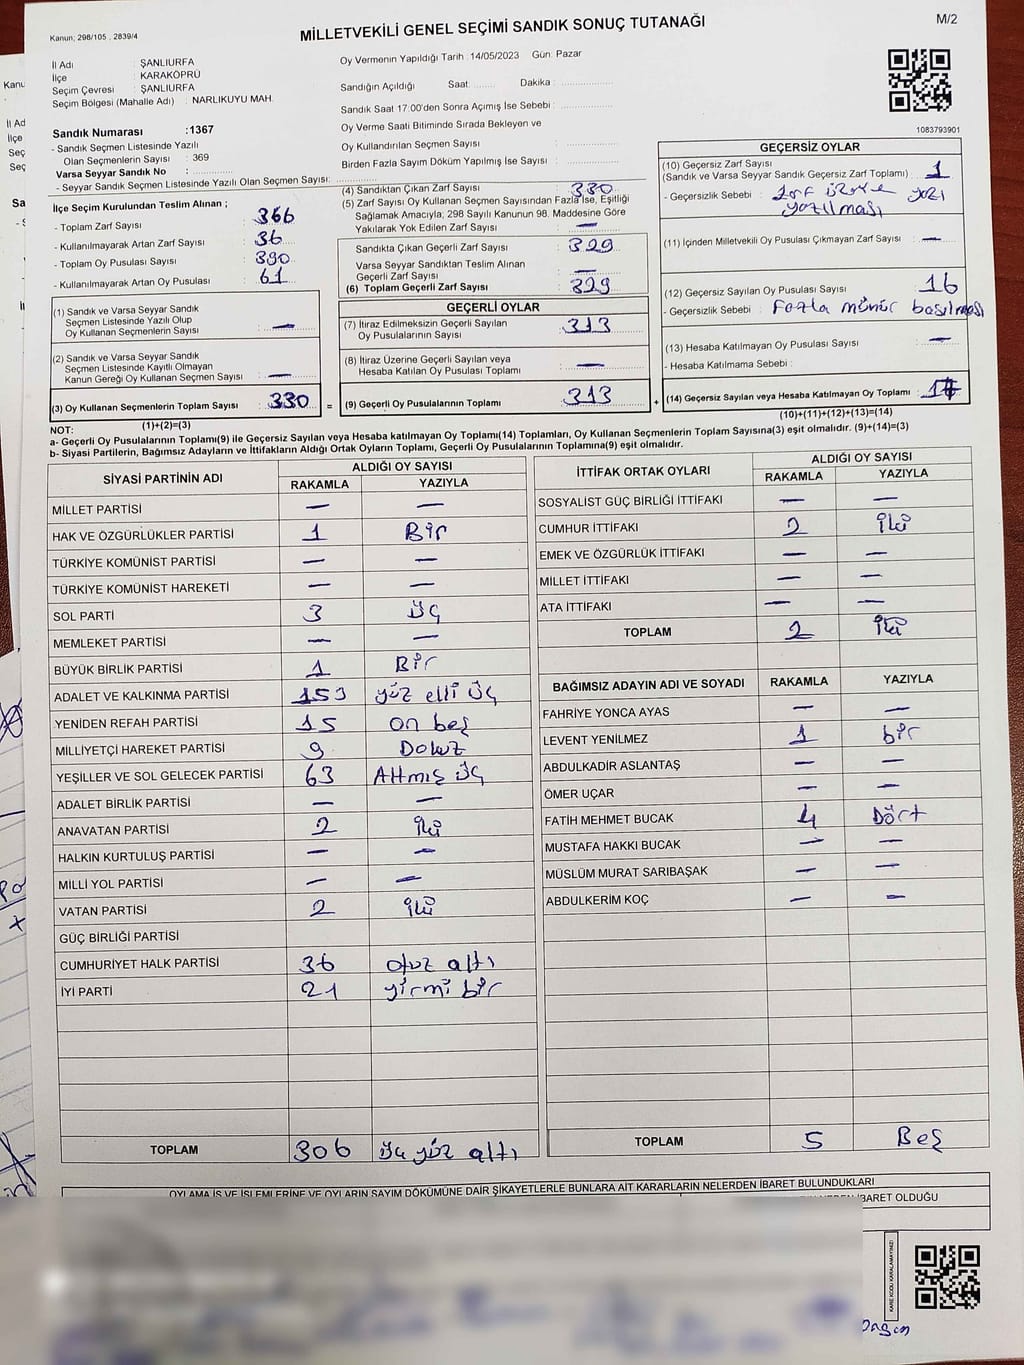 Kanun; 298/105 , 2839/4
MİLLETVEKİLİ GENEL SEÇİMİ SANDIK SONUÇ TUTANAĞI
M/2
İl Adı : ŞANLIURFA
İlçe : KARAKÖPRÜ
Seçim Çevresi : ŞANLIURFA
Seçim Bölgesi (Mahalle Adı) : NARLIKUYU MAH.
Oy Vermenin Yapıldığı Tarih : 14/05/2023 Gün: Pazar
Sandığın Açıldığı Saat: Dakika :
Sandık Saat 17:00'den Sonra Açımış İse Sebebi :
Oy Verme Saati Bitiminde Sırada Bekleyen ve
Oy Kullandırılan Seçmen Sayısı :
Birden Fazla Sayım Döküm Yapılmış İse Sayısı :
1083793901
Sandık Numarası :1367
- Sandık Seçmen Listesinde Yazılı
Olan Seçmenlerin Sayısı : 369
Varsa Seyyar Sandık No :
- Seyyar Sandık Seçmen Listesinde Yazılı Olan Seçmen Sayısı:
İlçe Seçim Kurulundan Teslim Alınan ;
- Toplam Zarf Sayısı : 366
- Kullanılmayarak Artan Zarf Sayısı : 36
- Toplam Oy Pusulası Sayısı : 390
- Kullanılmayarak Artan Oy Pusulası : 61
(1) Sandık ve Varsa Seyyar Sandık
Seçmen Listesinde Yazılı Olup
Oy Kullanan Seçmenlerin Sayısı : —
(2) Sandık ve Varsa Seyyar Sandık
Seçmen Listesinde Kayıtlı Olmayan
Kanun Gereği Oy Kullanan Seçmen Sayısı : —
(3) Oy Kullanan Seçmenlerin Toplam Sayısı : 330
(1)+(2)=(3)
(4) Sandıktan Çıkan Zarf Sayısı : 330
(5) Zarf Sayısı Oy Kullanan Seçmen Sayısından Fazla İse, Eşitliği
Sağlamak Amacıyla; 298 Sayılı Kanunun 98. Maddesine Göre
Yakılarak Yok Edilen Zarf Sayısı : —
Sandıkta Çıkan Geçerli Zarf Sayısı : 329
Varsa Seyyar Sandıktan Teslim Alınan
Geçerli Zarf Sayısı : —
(6) Toplam Geçerli Zarf Sayısı : 329
GEÇERLİ OYLAR
(7) İtiraz Edilmeksizin Geçerli Sayılan
Oy Pusulalarının Sayısı : 313
(8) İtiraz Üzerine Geçerli Sayılan veya
Hesaba Katılan Oy Pusulası Toplamı : —
= (9) Geçerli Oy Pusulalarının Toplamı : 313 +
GEÇERSİZ OYLAR
(10) Geçersiz Zarf Sayısı
(Sandık ve Varsa Seyyar Sandık Geçersiz Zarf Toplamı) : 1
- Geçersizlik Sebebi : Zarf üzerine yazı
yazılması
(11) İçinden Milletvekili Oy Pusulası Çıkmayan Zarf Sayısı : —
(12) Geçersiz Sayılan Oy Pusulası Sayısı : 16
- Geçersizlik Sebebi : Fazla mühür basılması
(13) Hesaba Katılmayan Oy Pusulası Sayısı : —
- Hesaba Katılmama Sebebi :
(14) Geçersiz Sayılan veya Hesaba Katılmayan Oy Toplamı : 17
(10)+(11)+(12)+(13)=(14)
NOT:
a- Geçerli Oy Pusulalarının Toplamı(9) ile Geçersiz Sayılan veya Hesaba katılmayan Oy Toplamı(14) Toplamları, Oy Kullanan Seçmenlerin Toplam Sayısına(3) eşit olmalıdır. (9)+(14)=(3)
b- Siyasi Partilerin, Bağımsız Adayların ve İttifakların Aldığı Ortak Oyların Toplamı, Geçerli Oy Pusulalarının Toplamına(9) eşit olmalıdır.
SİYASİ PARTİNİN ADI ALDIĞI OY SAYISI
RAKAMLA YAZIYLA
MİLLET PARTİSİ — —
HAK VE ÖZGÜRLÜKLER PARTİSİ 1 Bir
TÜRKİYE KOMÜNİST PARTİSİ — —
TÜRKİYE KOMÜNİST HAREKETİ — —
SOL PARTİ 3 üç
MEMLEKET PARTİSİ — —
BÜYÜK BİRLİK PARTİSİ 1 Bir
ADALET VE KALKINMA PARTİSİ 153 yüz elli üç
YENİDEN REFAH PARTİSİ 15 on beş
MİLLİYETÇİ HAREKET PARTİSİ 9 Dokuz
YEŞİLLER VE SOL GELECEK PARTİSİ 63 Altmış üç
ADALET BİRLİK PARTİSİ — —
ANAVATAN PARTİSİ 2 iki
HALKIN KURTULUŞ PARTİSİ — —
MİLLİ YOL PARTİSİ — —
VATAN PARTİSİ 2 iki
GÜÇ BİRLİĞİ PARTİSİ
CUMHURİYET HALK PARTİSİ 36 otuz altı
İYİ PARTİ 21 yirmi bir
TOPLAM 306 üç yüz altı
İTTİFAK ORTAK OYLARI ALDIĞI OY SAYISI
RAKAMLA YAZIYLA
SOSYALİST GÜÇ BİRLİĞİ İTTİFAKI — —
CUMHUR İTTİFAKI 2 iki
EMEK VE ÖZGÜRLÜK İTTİFAKI — —
MİLLET İTTİFAKI — —
ATA İTTİFAKI — —
TOPLAM 2 iki
BAĞIMSIZ ADAYIN ADI VE SOYADI RAKAMLA YAZIYLA
FAHRİYE YONCA AYAS — —
LEVENT YENİLMEZ 1 bir
ABDULKADİR ASLANTAŞ — —
ÖMER UÇAR — —
FATİH MEHMET BUCAK 4 Dört
MUSTAFA HAKKI BUCAK — —
MÜSLÜM MURAT SARIBAŞAK — —
ABDULKERİM KOÇ — —
TOPLAM 5 Beş
OYLAMA İŞ VE İŞLEMLERİNE VE OYLARIN SAYIM DÖKÜMÜNE DAİR ŞİKAYETLERLE BUNLARA AİT KARARLARIN NELERDEN İBARET BULUNDUKLARI
İBARET OLDUĞU
KARE KODU KARALAMAYINIZ!